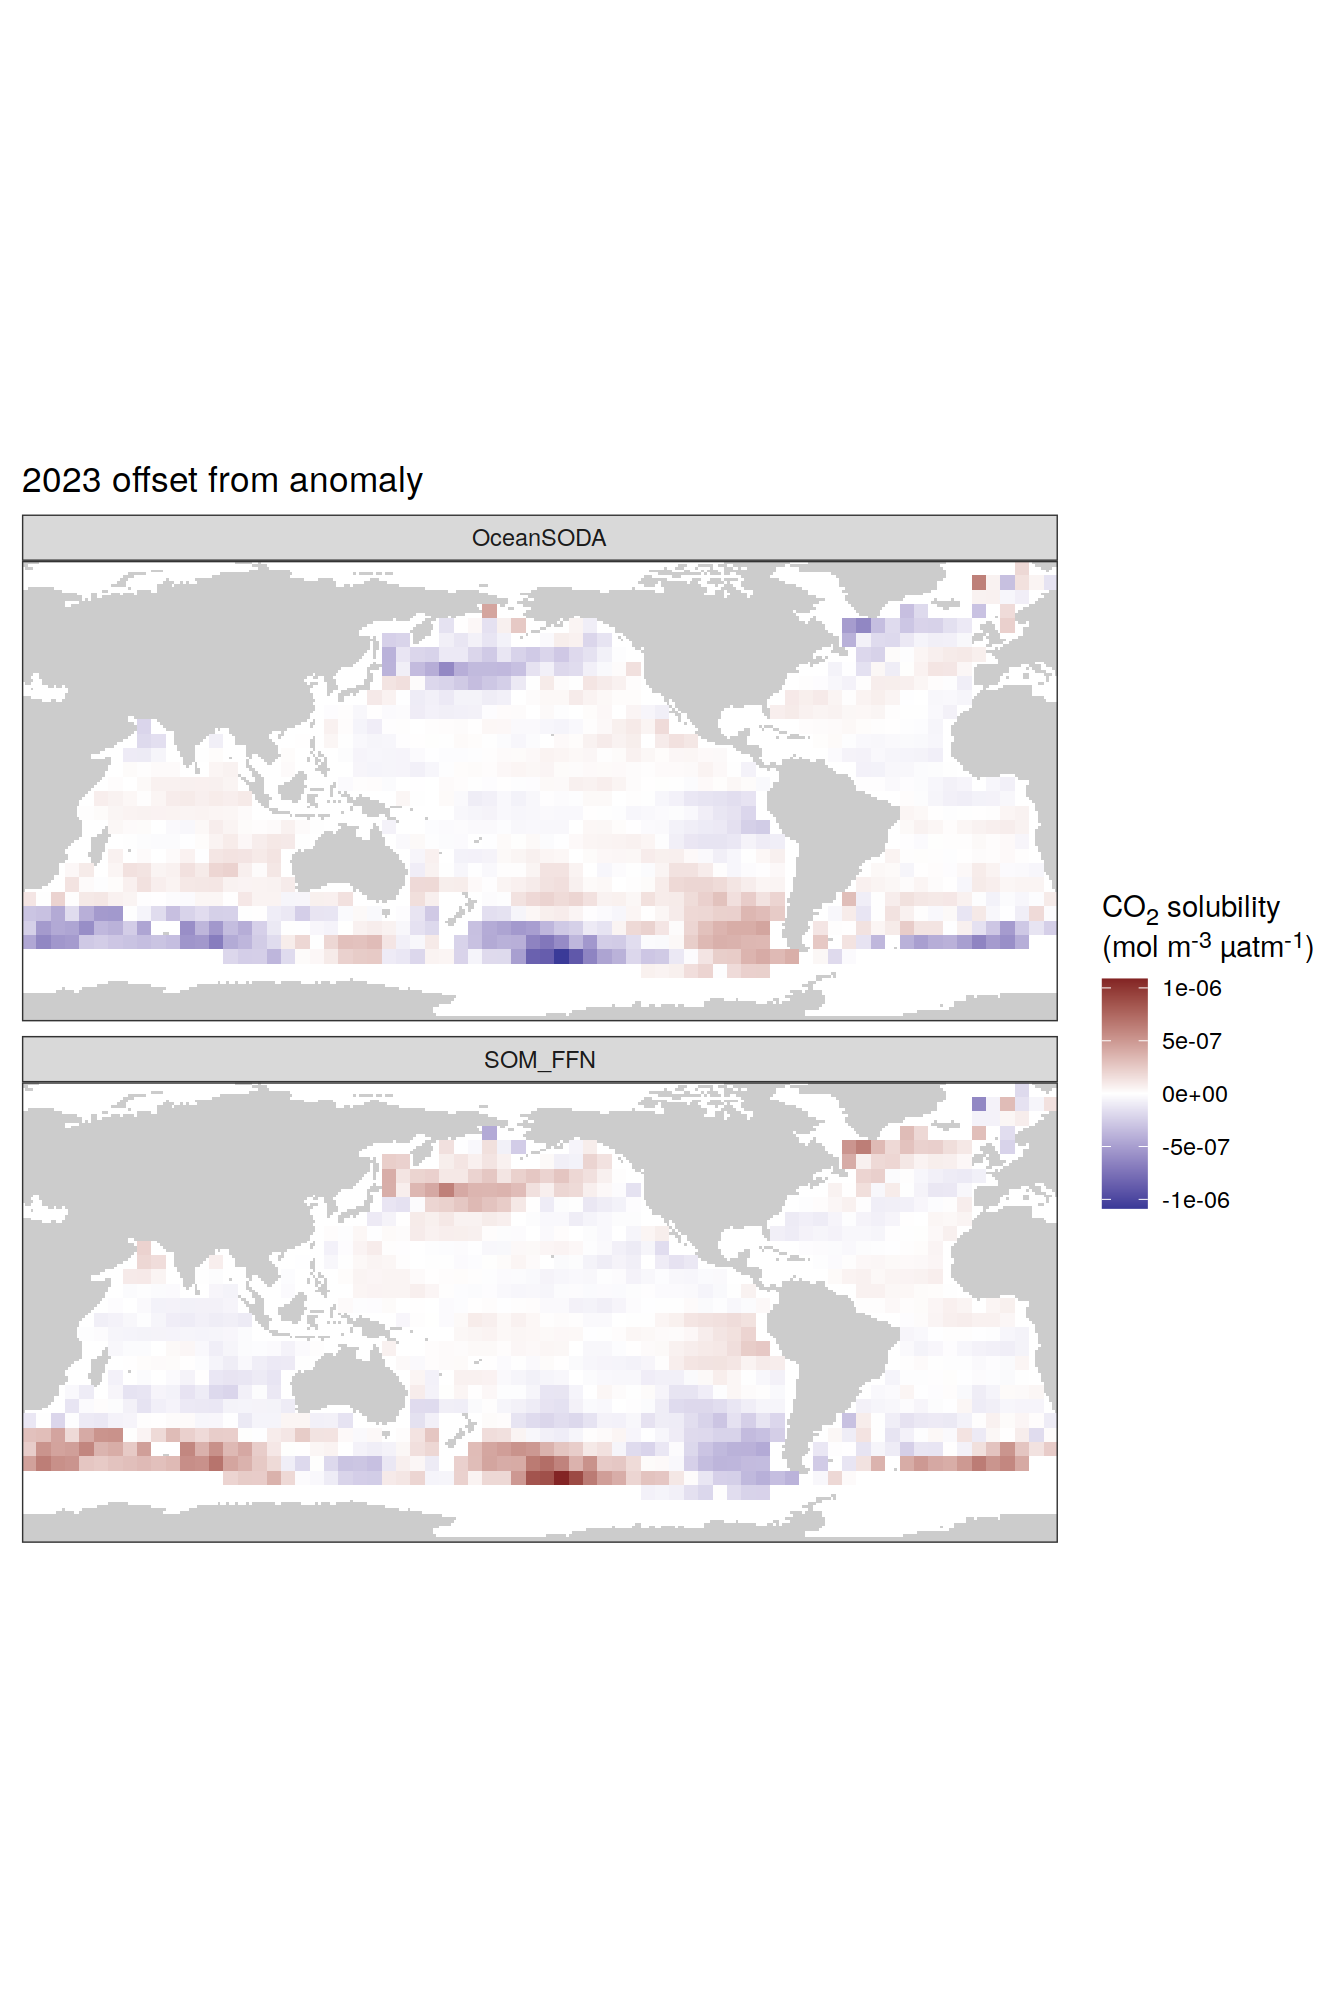 2023 offset from anomaly
OceanSODA
SOM_FFN
CO₂ solubility
(mol m⁻³ µatm⁻¹)
1e-06
5e-07
0e+00
-5e-07
-1e-06